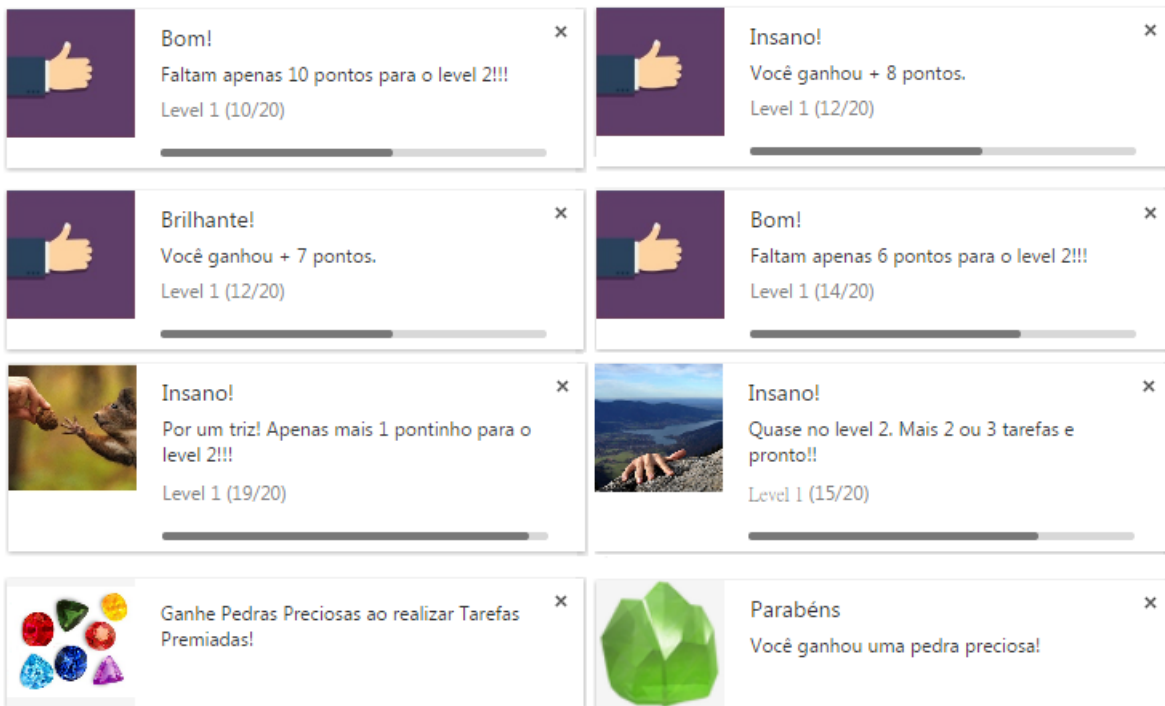 Bom!
Faltam apenas 10 pontos para o level 2!!!
Level 1 (10/20)
Insano!
Você ganhou + 8 pontos.
Level 1 (12/20)
Brilhante!
Você ganhou + 7 pontos.
Level 1 (12/20)
Bom!
Faltam apenas 6 pontos para o level 2!!!
Level 1 (14/20)
Insano!
Por um triz! Apenas mais 1 pontinho para o
level 2!!!
Level 1 (19/20)
Insano!
Quase no level 2. Mais 2 ou 3 tarefas e
pronto!!
Level 1 (15/20)
Ganhe Pedras Preciosas ao realizar Tarefas
Premiadas!
Parabéns
Você ganhou uma pedra preciosa!